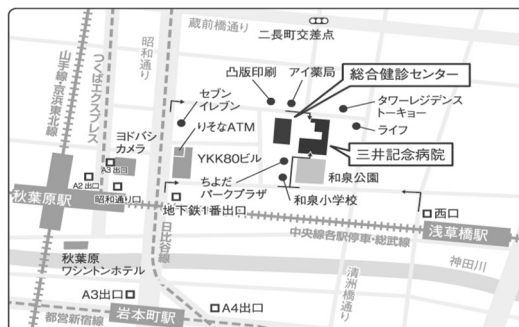 蔵前橋通り
二長町交差点
昭和通り
山手線・京浜東北線
つくばエクスプレス
凸版印刷
アイ薬局
総合健診センター
セブン
イレブン
りそなATM
タワーレジデンス
トーキョー
ライフ
ヨドバシ
カメラ
A3出口
YKK80ビル
三井記念病院
和泉公園
A2出口
昭和通り口
ちよだ
パークプラザ
和泉小学校
秋葉原駅
地下鉄1番出口
西口
中央線各駅停車・総武線
浅草橋駅
日比谷線
秋葉原
ワシントンホテル
清洲橋通り
神田川
A3出口
A4出口
岩本町駅
都営新宿線